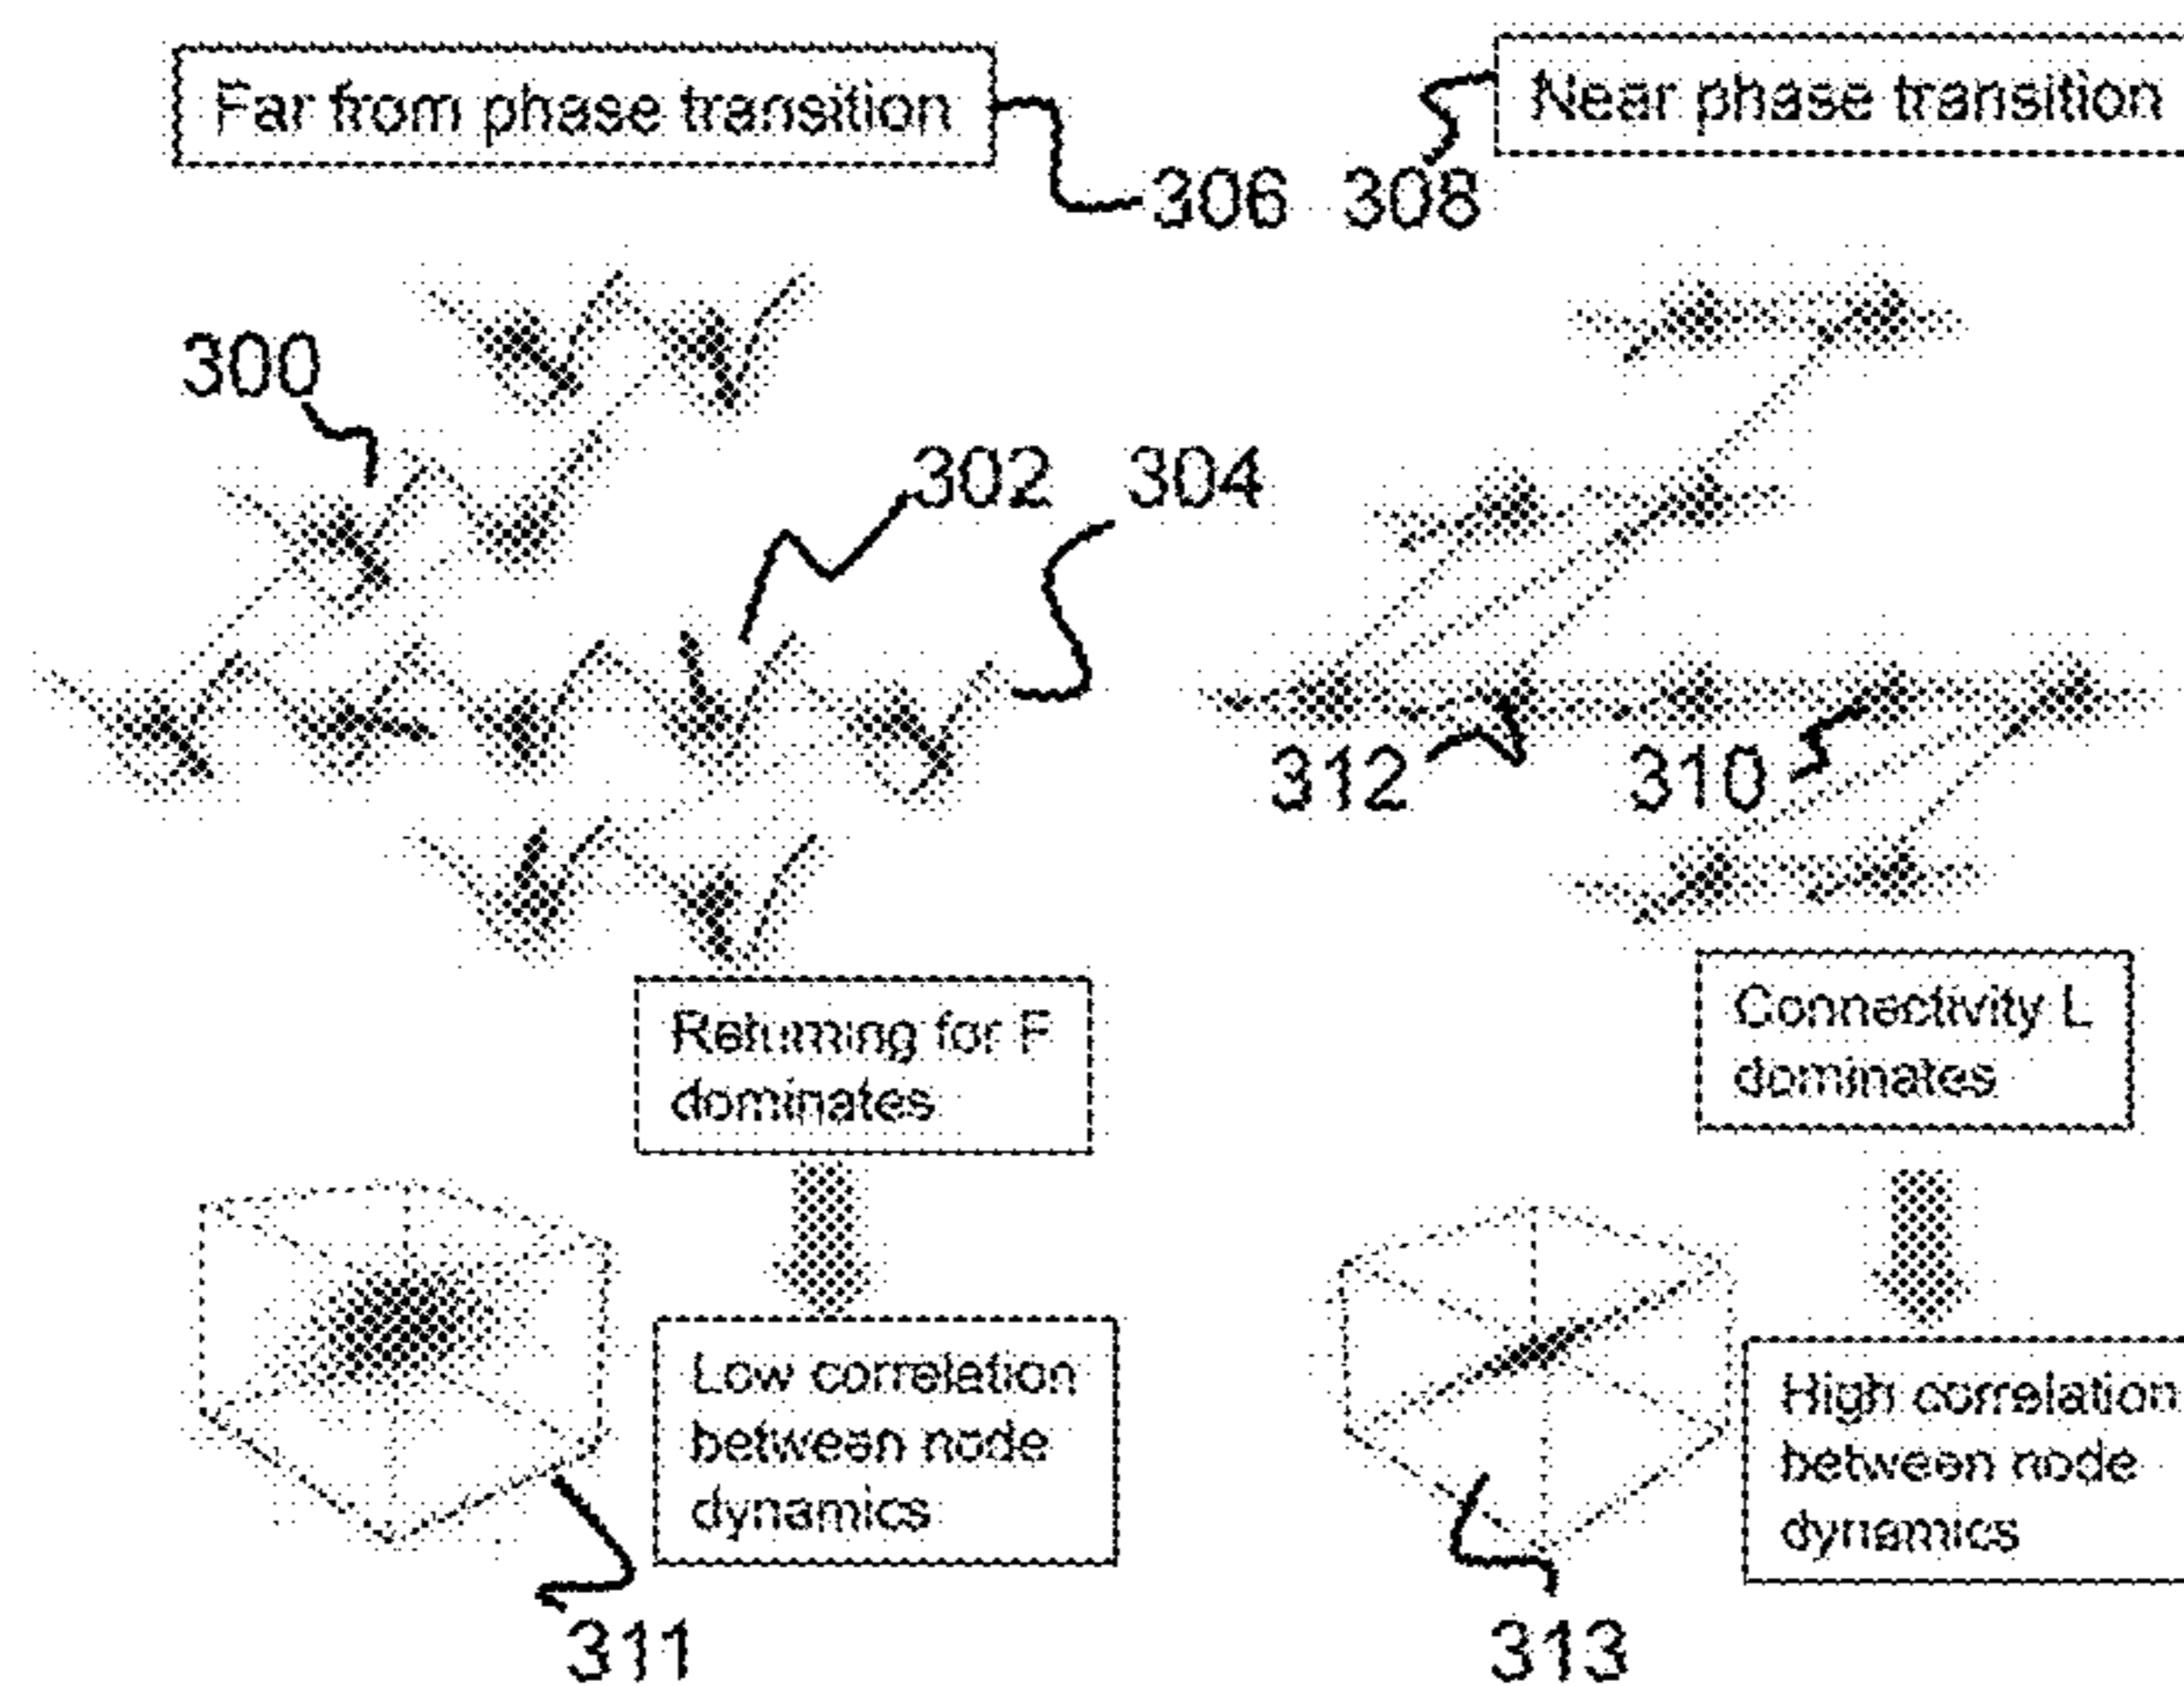 Far from phase transition
Near phase transition
306
308
300
302
304
312
310
Returning for F
dominates
Connectivity L
dominates
Low correlation
between node
dynamics
High correlation
between node
dynamics
311
313